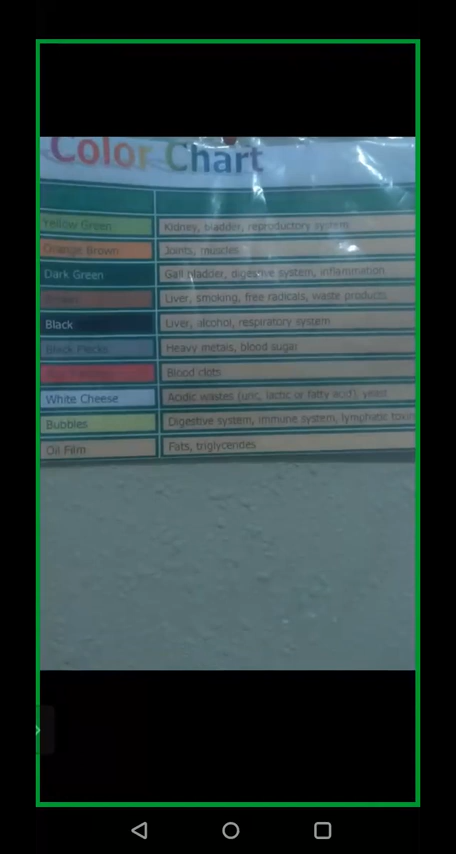 Color Chart
Yellow Green Kidney, bladder, reproductory system
Orange Brown Joints, muscles
Dark Green Gall bladder, digestive system, inflammation
Brown Liver, smoking, free radicals, waste products
Black Liver, alcohol, respiratory system
Black Flecks Heavy metals, blood sugar
Blood clots
White Cheese Acidic wastes (uric, lactic or fatty acid), yeast
Bubbles Digestive system, immune system, lymphatic
Oil Film Fats, triglycerides